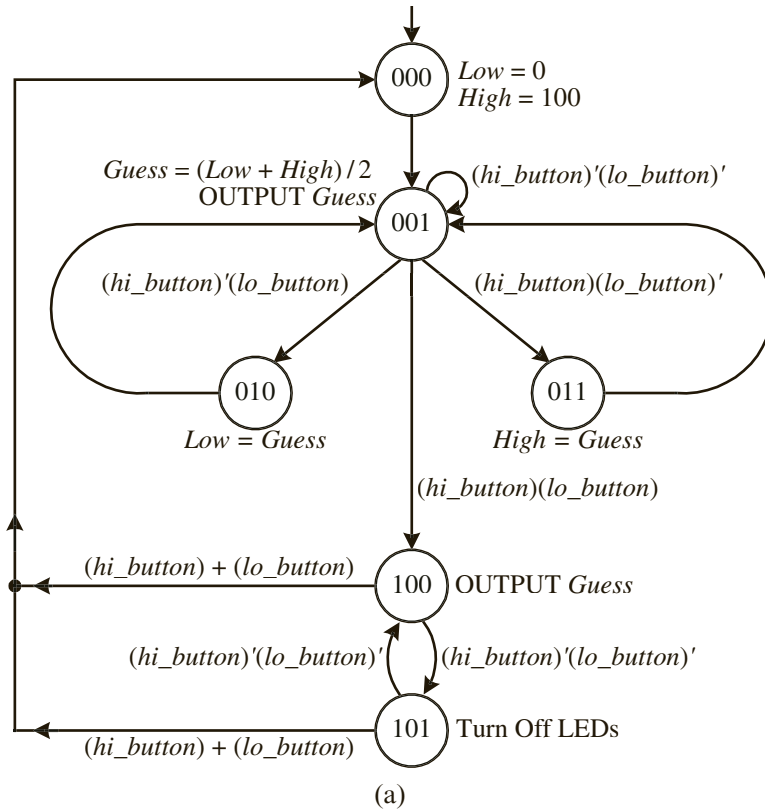 000
Low = 0
High = 100
Guess = (Low + High) / 2
OUTPUT Guess
(hi_button)'(lo_button)'
001
(hi_button)'(lo_button)
(hi_button)(lo_button)'
010
011
Low = Guess
High = Guess
(hi_button)(lo_button)
(hi_button) + (lo_button)
100
OUTPUT Guess
(hi_button)'(lo_button)'
(hi_button)'(lo_button)'
101
Turn Off LEDs
(hi_button) + (lo_button)
(a)